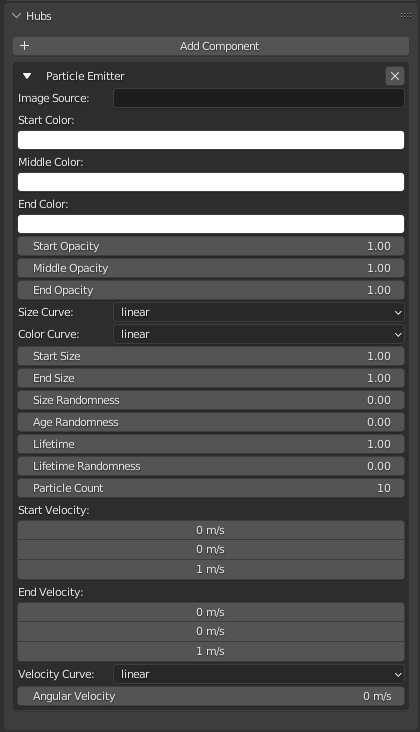 Hubs
+ Add Component
Particle Emitter
Image Source:
Start Color:
Middle Color:
End Color:
Start Opacity 1.00
Middle Opacity 1.00
End Opacity 1.00
Size Curve: linear
Color Curve: linear
Start Size 1.00
End Size 1.00
Size Randomness 0.00
Age Randomness 0.00
Lifetime 1.00
Lifetime Randomness 0.00
Particle Count 10
Start Velocity:
0 m/s
0 m/s
1 m/s
End Velocity:
0 m/s
0 m/s
1 m/s
Velocity Curve: linear
Angular Velocity 0 m/s